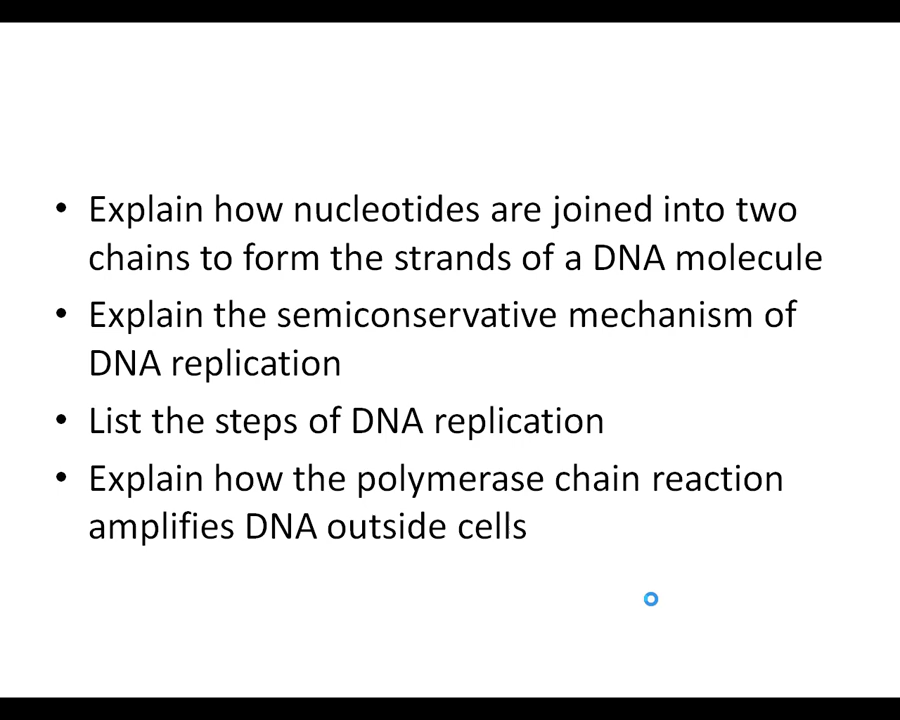 • Explain how nucleotides are joined into two
chains to form the strands of a DNA molecule
• Explain the semiconservative mechanism of
DNA replication
• List the steps of DNA replication
• Explain how the polymerase chain reaction
amplifies DNA outside cells